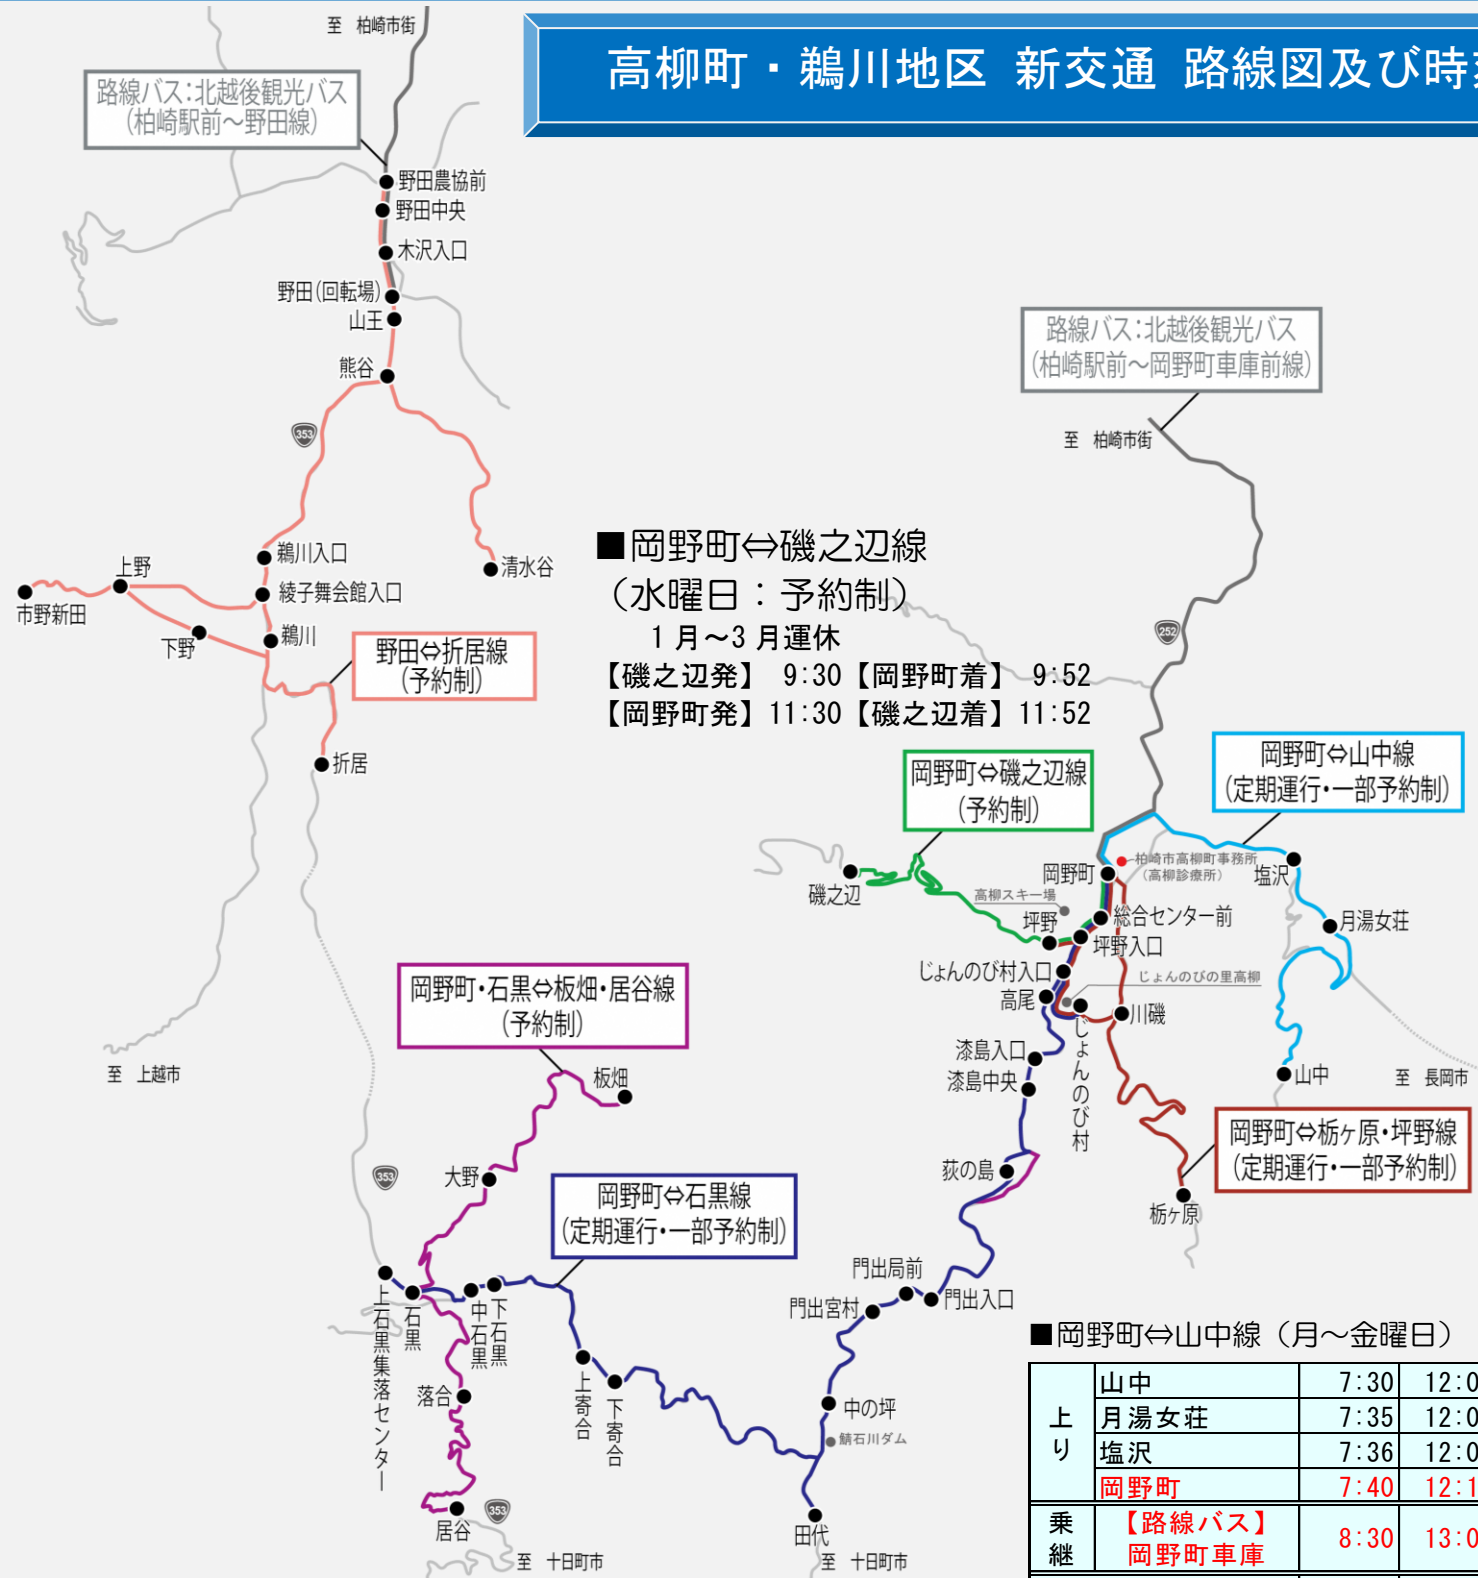 至 柏崎市街
高柳町・鵜川地区 新交通 路線図及び時
路線バス：北越後観光バス
（柏崎駅前～野田線）
野田農協前
野田中央
木沢入口
野田（回転場）
山王
熊谷
353
鵜川入口
綾子舞会館入口
上野
市野新田
下野
鵜川
清水谷
野田⇔折居線
（予約制）
折居
至 上越市
■岡野町⇔磯之辺線
（水曜日：予約制）
1月～3月運休
【磯之辺発】 9:30【岡野町着】 9:52
【岡野町発】11:30【磯之辺着】11:52
路線バス：北越後観光バス
（柏崎駅前～岡野町車庫前線）
至 柏崎市街
252
岡野町⇔磯之辺線
（予約制）
岡野町⇔山中線
（定期運行・一部予約制）
柏崎市高柳町事務所
（高柳診療所）
岡野町
塩沢
磯之辺
高柳スキー場
総合センター前
坪野
坪野入口
月湯女荘
じょんのび村入口
じょんのびの里高柳
高尾
川磯
じょんのび村
漆島入口
漆島中央
山中
至 長岡市
岡野町・石黒⇔板畑・居谷線
（予約制）
板畑
岡野町⇔栃ヶ原・坪野線
（定期運行・一部予約制）
荻の島
栃ヶ原
353
大野
岡野町⇔石黒線
（定期運行・一部予約制）
門出局前
門出宮村
門出入口
上石黒集落センター
石黒
中石黒
下石黒
上寄合
下寄合
落合
中の坪
鯖石川ダム
居谷
353
田代
至 十日町市
至 十日町市
■岡野町⇔山中線（月～金曜日）
上り
山中 7:30 12:0
月湯女荘 7:35 12:0
塩沢 7:36 12:0
岡野町 7:40 12:1
乗継
【路線バス】
岡野町車庫 8:30 13:0